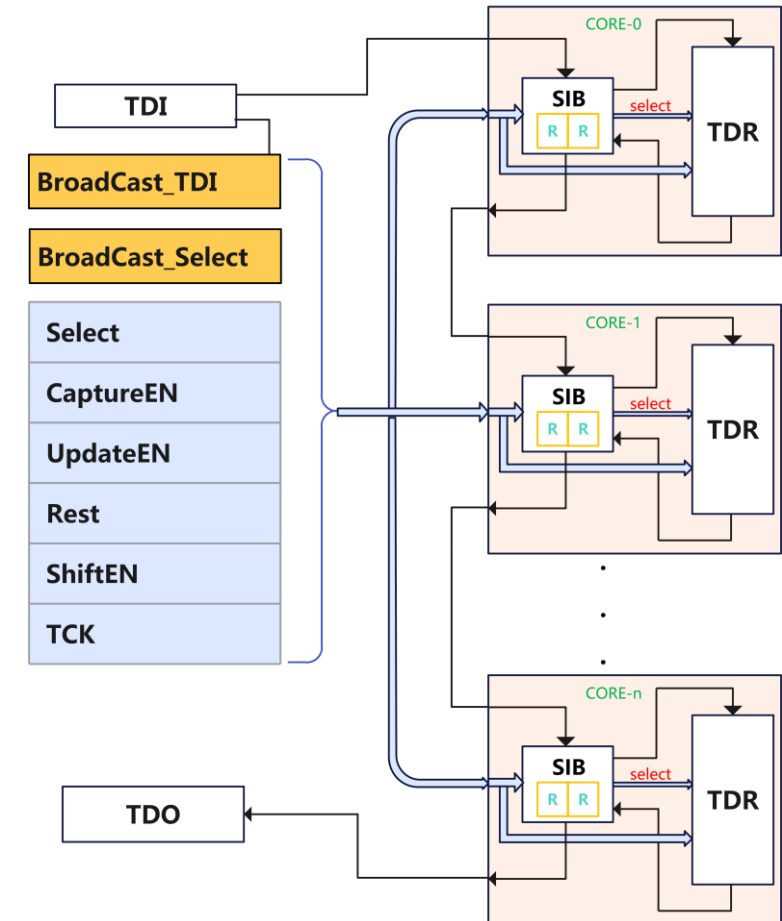 TDI
BroadCast_TDI
BroadCast_Select
Select
CaptureEN
UpdateEN
Rest
ShiftEN
TCK
TDO
CORE-0
SIB
R R
select
TDR
CORE-1
SIB
R R
select
TDR
CORE-n
SIB
R R
select
TDR